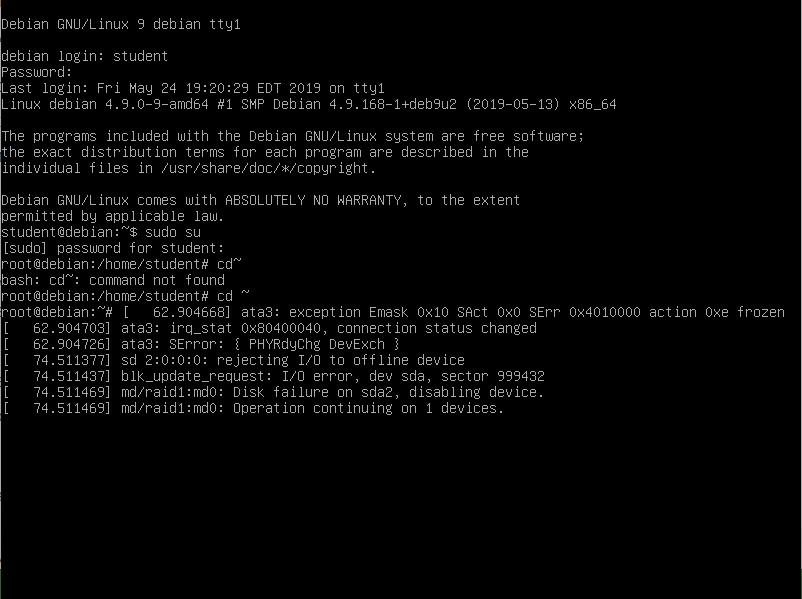 Debian GNU/Linux 9 debian tty1
debian login: student
Password:
Last login: Fri May 24 19:20:29 EDT 2019 on tty1
Linux debian 4.9.0-9-amd64 #1 SMP Debian 4.9.168-1+deb9u2 (2019-05-13) x86_64
The programs included with the Debian GNU/Linux system are free software;
the exact distribution terms for each program are described in the
individual files in /usr/share/doc/*/copyright.
Debian GNU/Linux comes with ABSOLUTELY NO WARRANTY, to the extent
permitted by applicable law.
student@debian:~$ sudo su
[sudo] password for student:
root@debian:/home/student# cd~
bash: cd~: command not found
root@debian:/home/student# cd ~
root@debian:~# [   62.904668] ata3: exception Emask 0x10 SAct 0x0 SErr 0x4010000 action 0xe frozen
[   62.904703] ata3: irq_stat 0x80400040, connection status changed
[   62.904726] ata3: SError: { PHYRdyChg DevExch }
[   74.511377] sd 2:0:0:0: rejecting I/O to offline device
[   74.511437] blk_update_request: I/O error, dev sda, sector 999432
[   74.511469] md/raid1:md0: Disk failure on sda2, disabling device.
[   74.511469] md/raid1:md0: Operation continuing on 1 devices.